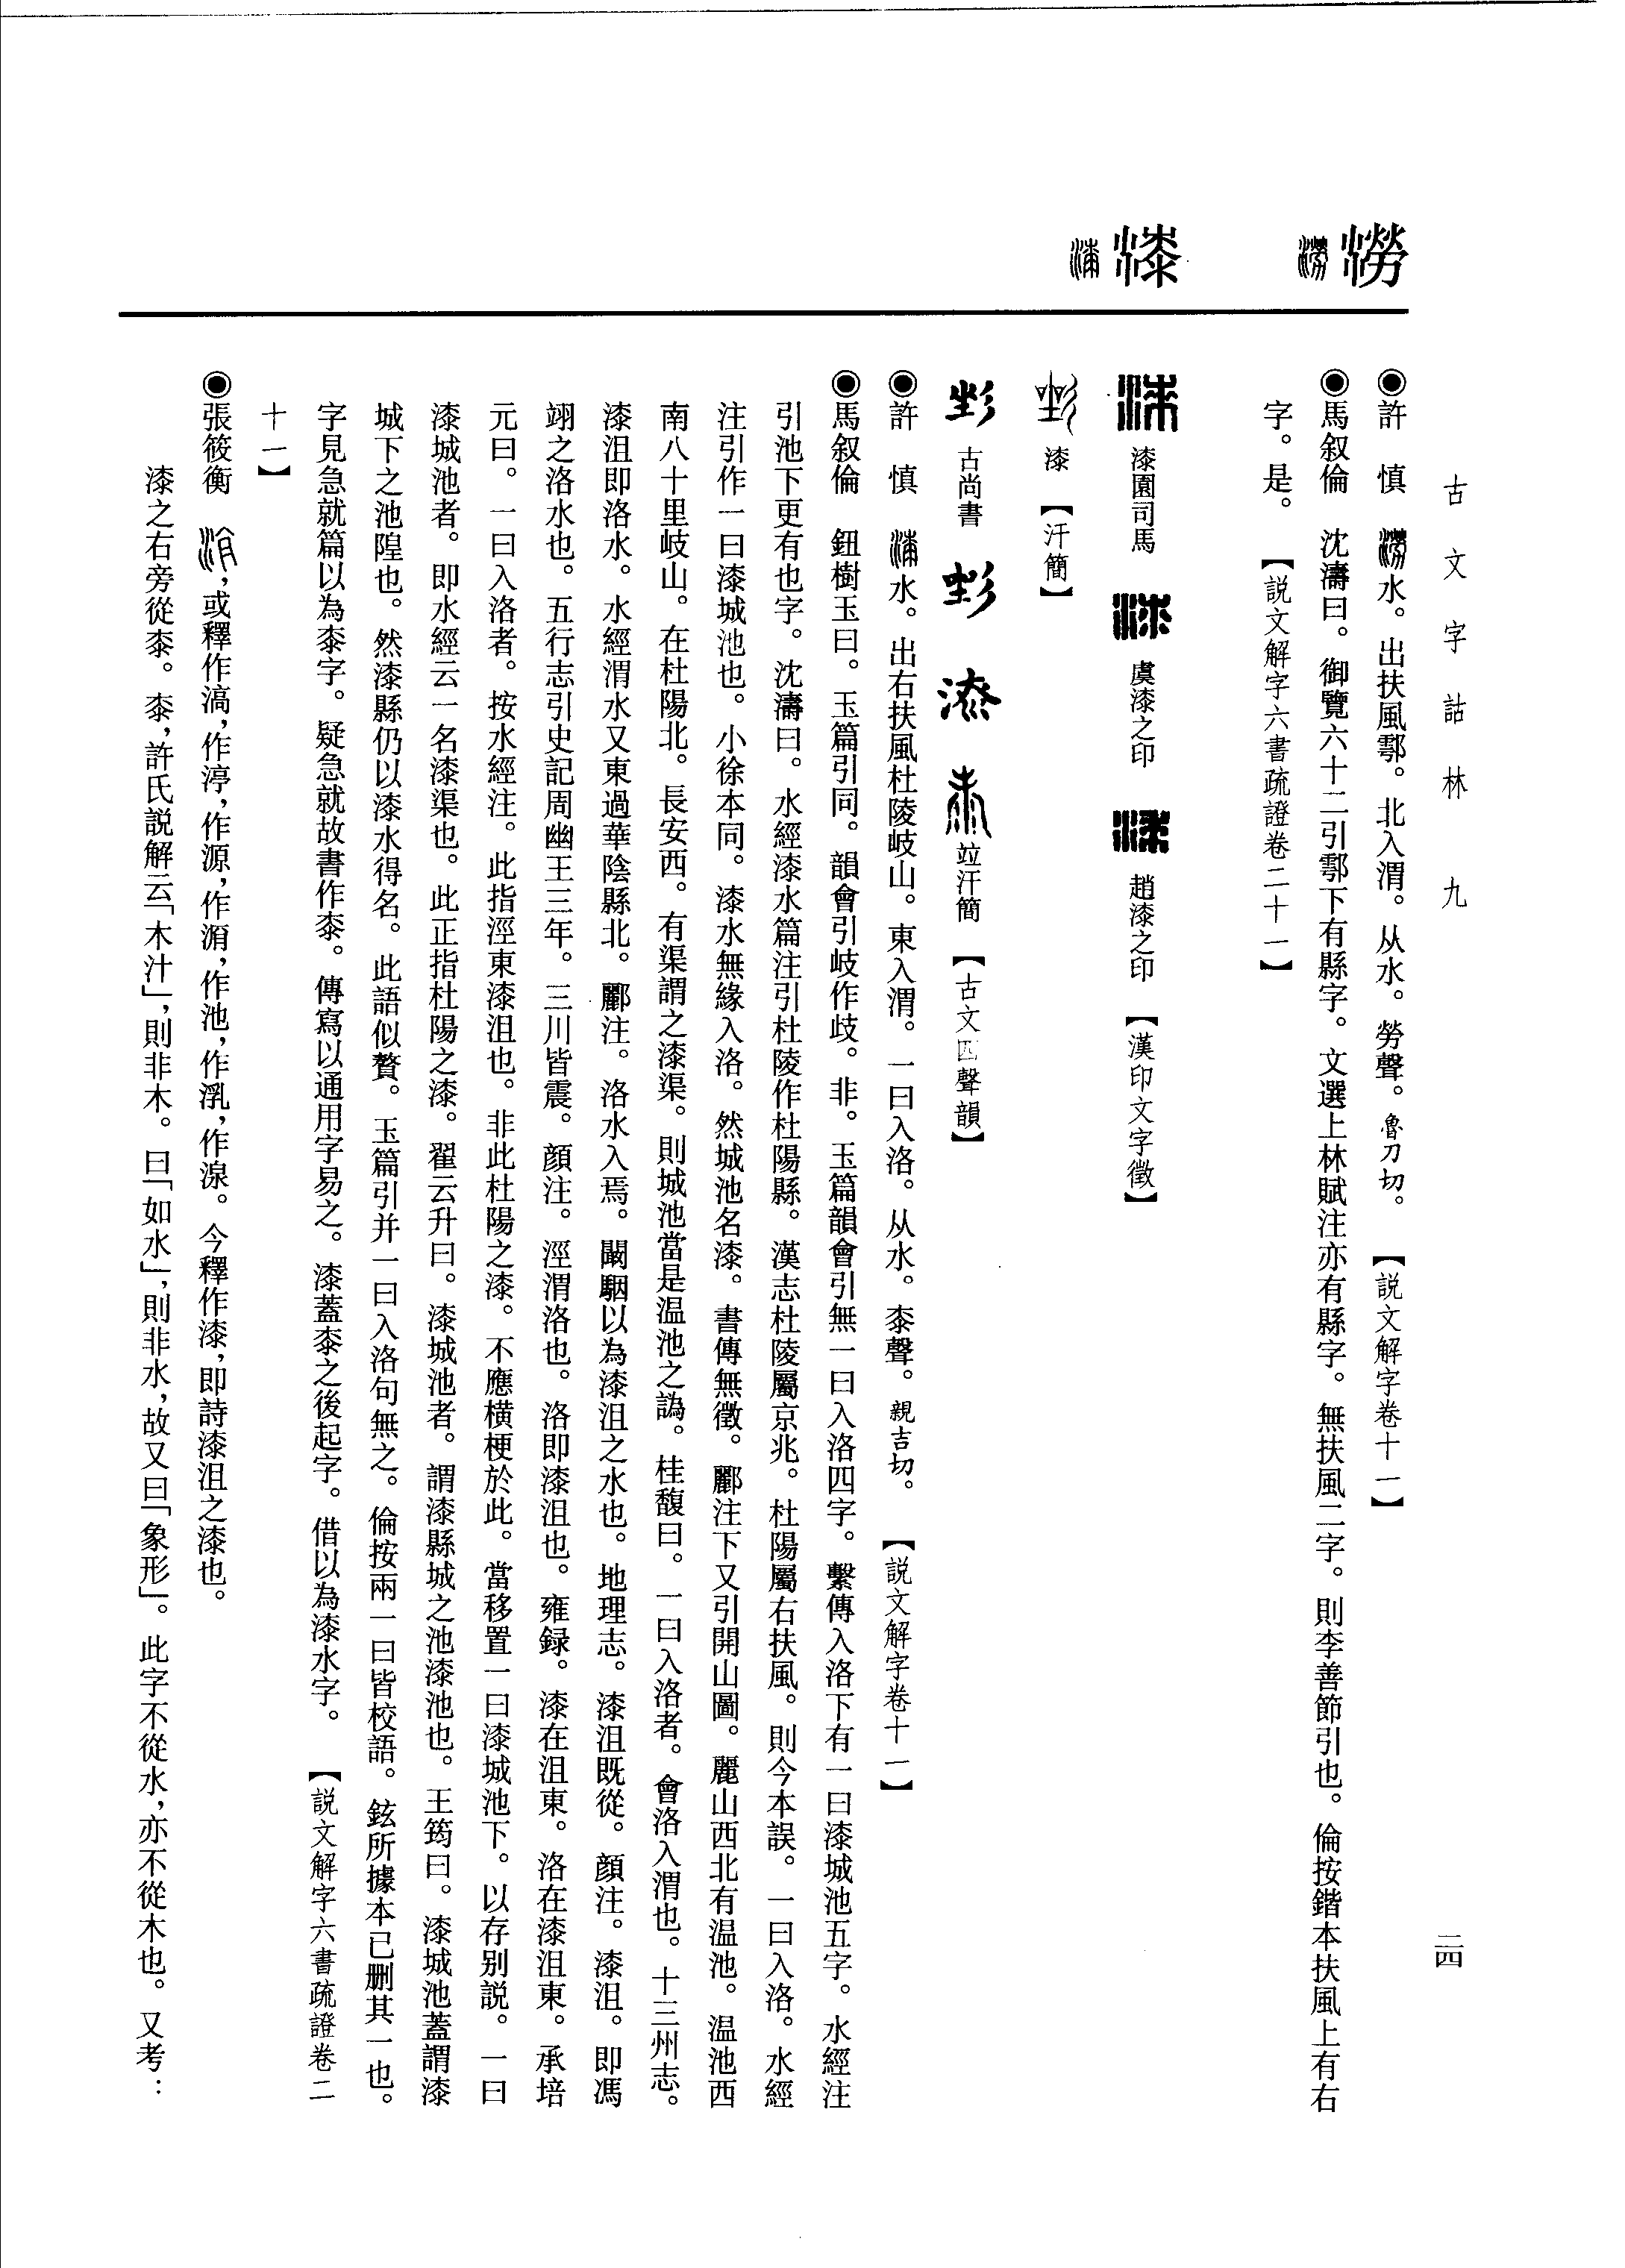 古文字詁林　九
二四
澇
◉許　慎　水。出扶風鄠。北入渭。从水。勞聲。魯刀切。　【説文解字卷十一】
◉馬叙倫　沈濤曰。御覽六十二引鄠下有縣字。文選上林賦注亦有縣字。無扶風二字。則李善節引也。倫按鍇本扶風上有右
字。是。　【説文解字六書疏證卷二十一】
漆
漆園司馬　虞漆之印　趙漆之印　【漢印文字徵】
漆　【汗簡】
古尚書　竝汗簡　【古文四聲韻】
◉許　慎　水。出右扶風杜陵岐山。東入渭。一曰入洛。从水。桼聲。親吉切。　【説文解字卷十一】
◉馬叙倫　鈕樹玉曰。玉篇引同。韻會引岐作歧。非。玉篇韻會引無一曰入洛四字。繫傳入洛下有一曰漆城池五字。水經注
引池下更有也字。沈濤曰。水經漆水篇注引杜陵作杜陽縣。漢志杜陵屬京兆。杜陽屬右扶風。則今本誤。一曰入洛。水經
注引作一曰漆城池也。小徐本同。漆水無緣入洛。然城池名漆。書傳無徵。酈注下又引開山圖。麗山西北有温池。温池西
南八十里岐山。在杜陽北。長安西。有渠謂之漆渠。則城池當是温池之譌。桂馥曰。一曰入洛者。會洛入渭也。十三州志。
漆沮即洛水。水經渭水又東過華陰縣北。酈注。洛水入焉。闞駰以為漆沮之水也。地理志。漆沮既從。顔注。漆沮。即馮
翊之洛水也。五行志引史記周幽王三年。三川皆震。顔注。涇渭洛也。洛即漆沮也。雍録。漆在沮東。洛在漆沮東。承培
元曰。一曰入洛者。按水經注。此指涇東漆沮也。非此杜陽之漆。不應横梗於此。當移置一曰漆城池下。以存别説。一曰
漆城池者。即水經云一名漆渠也。此正指杜陽之漆。翟云升曰。漆城池者。謂漆縣城之池漆池也。王筠曰。漆城池蓋謂漆
城下之池隍也。然漆縣仍以漆水得名。此語似贅。玉篇引并一曰入洛句無之。倫按兩一曰皆校語。鉉所據本已删其一也。
字見急就篇以為桼字。疑急就故書作桼。傳寫以通用字易之。漆蓋桼之後起字。借以為漆水字。　【説文解字六書疏證卷二
十一】
◉張筱衡　，或釋作滈，作渟，作源，作淯，作池，作㳶，作湶。今釋作漆，即詩漆沮之漆也。
漆之右旁從桼。桼，許氏説解云「木汁」，則非木。曰「如水」，則非水，故又曰「象形」。此字不從水，亦不從木也。又考：